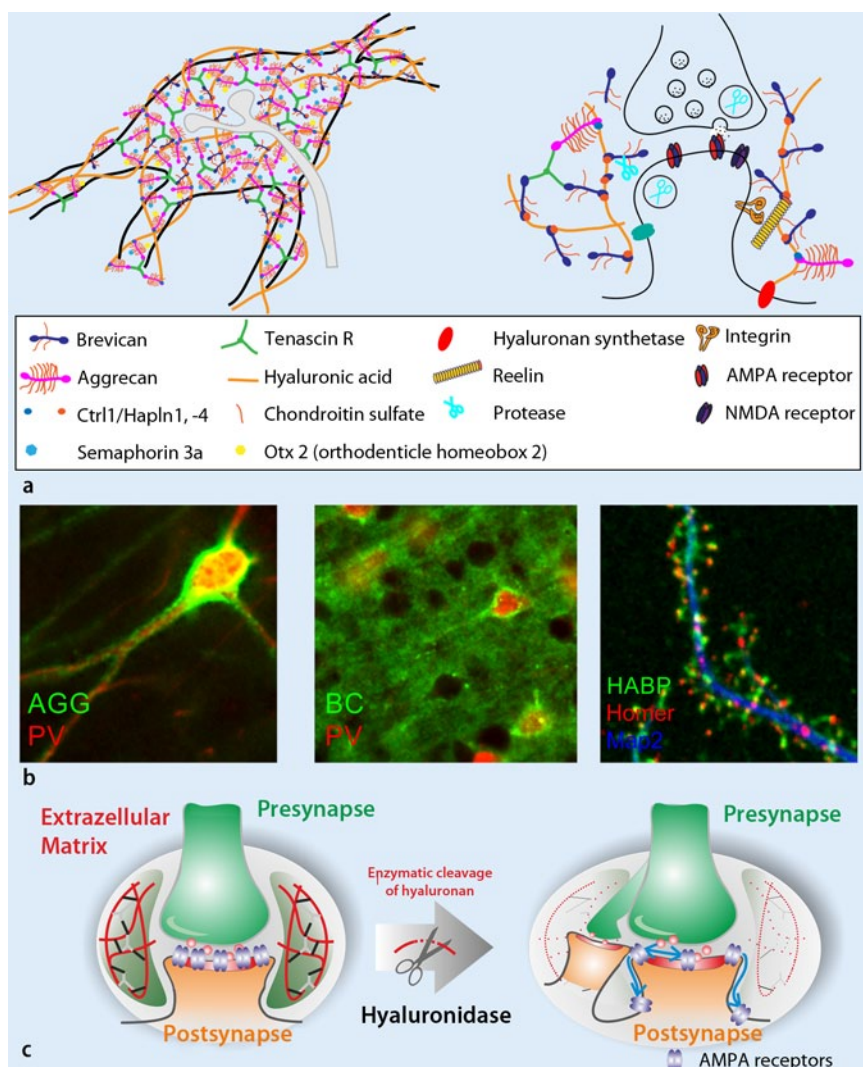 Brevican
Tenascin R
Hyaluronan synthetase
Integrin
Aggrecan
Hyaluronic acid
Reelin
AMPA receptor
Ctrl1/Hapln1, -4
Chondroitin sulfate
Protease
NMDA receptor
Semaphorin 3a
Otx 2 (orthodenticle homeobox 2)
a
AGG
PV
BC
PV
HABP
Homer
Map2
b
Extrazelluar
Matrix
Presynapse
Enzymatic cleavage
of hyaluronan
Presynapse
Hyaluronidase
Postsynapse
Postsynapse
c
AMPA receptors